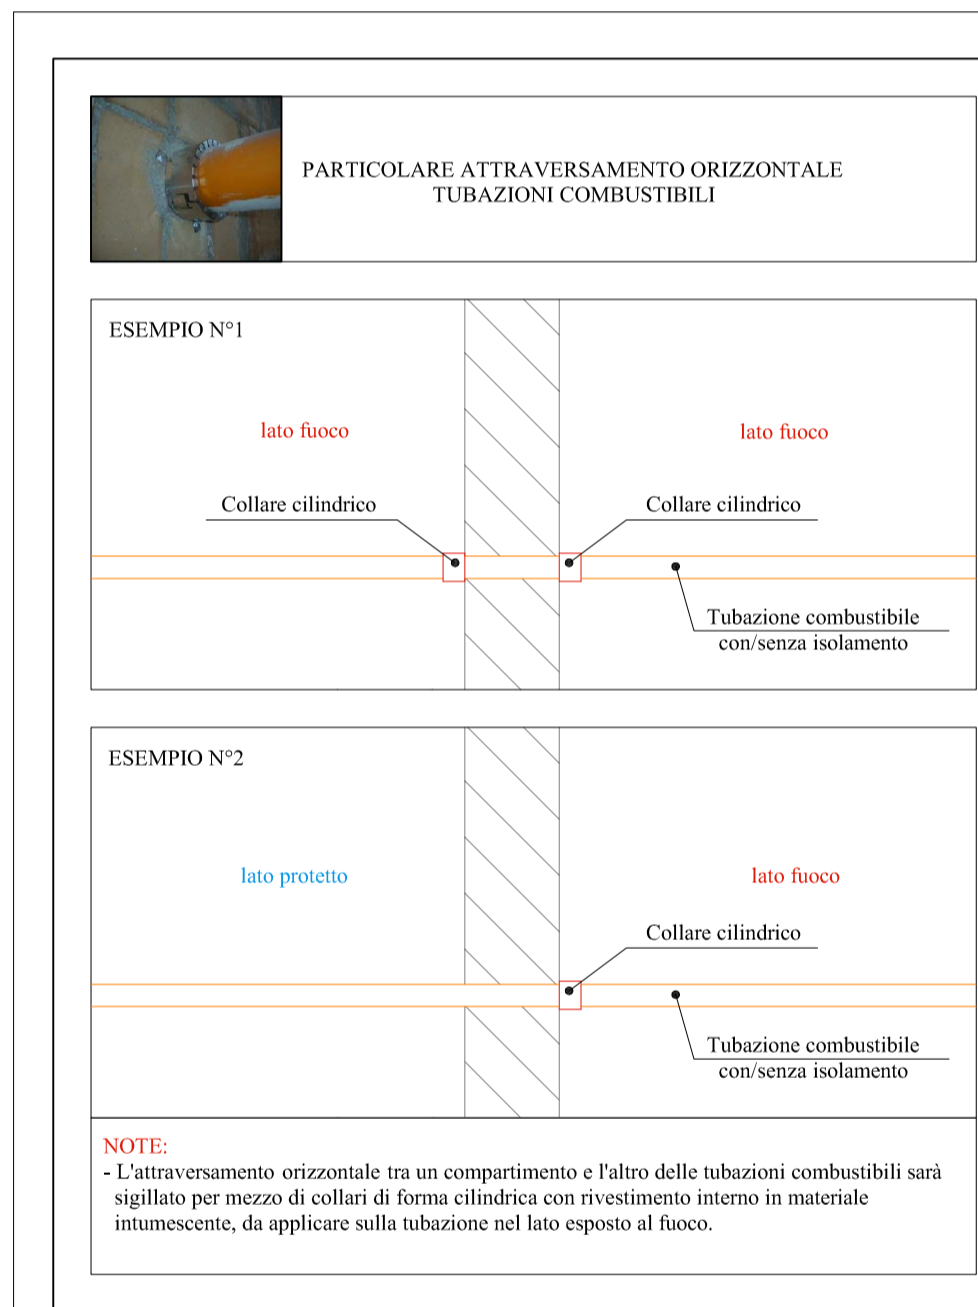 PARTICOLARE ATTRAVERSAMENTO ORIZZONTALE
TUBAZIONI COMBUSTIBILI
ESEMPIO N°1
lato fuoco
lato fuoco
Collare cilindrico
Collare cilindrico
Tubazione combustibile
con/senza isolamento
ESEMPIO N°2
lato protetto
lato fuoco
Collare cilindrico
Tubazione combustibile
con/senza isolamento
NOTE:
- L'attraversamento orizzontale tra un compartimento e l'altro delle tubazioni combustibili sarà
sigillato per mezzo di collari di forma cilindrica con rivestimento interno in materiale
intumescente, da applicare sulla tubazione nel lato esposto al fuoco.